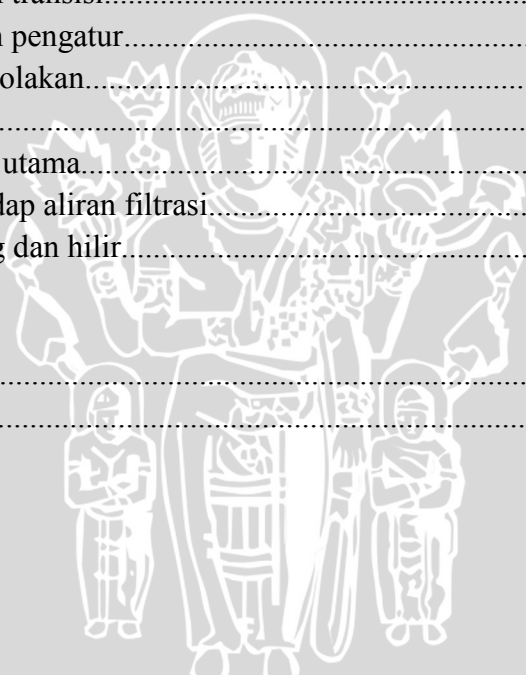 transisi....................................................
pengatur....................................................
olakan.......................................................
................................................................
utama........................................................
dap aliran filtrasi........................................
g dan hilir..................................................
................................................................
................................................................